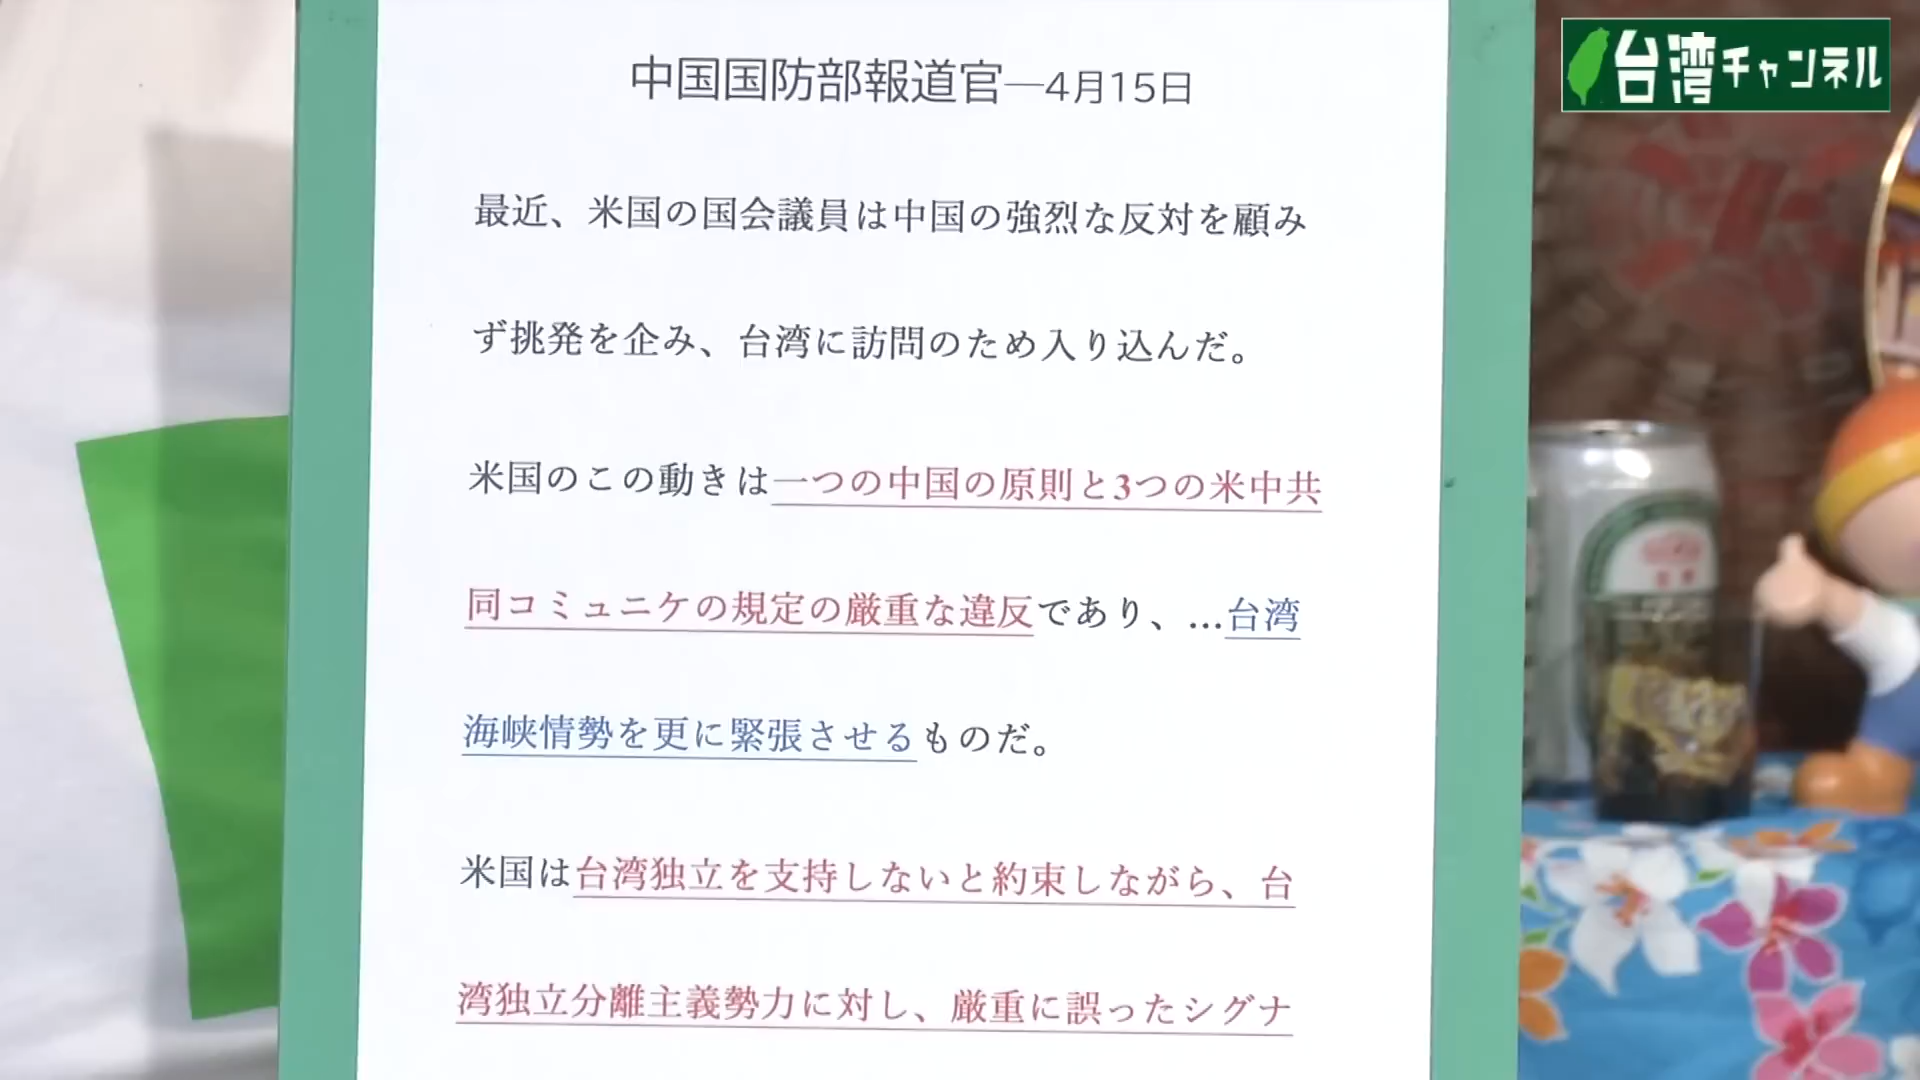 台湾チャンネル
中国国防部報道官―4月15日
最近、米国の国会議員は中国の強烈な反対を顧み
ず挑発を企み、台湾に訪問のため入り込んだ。
米国のこの動きは一つの中国の原則と3つの米中共
同コミュニケの規定の厳重な違反であり、…台湾
海峡情勢を更に緊張させるものだ。
米国は台湾独立を支持しないと約束しながら、台
湾独立分離主義勢力に対し、厳重に誤ったシグナ